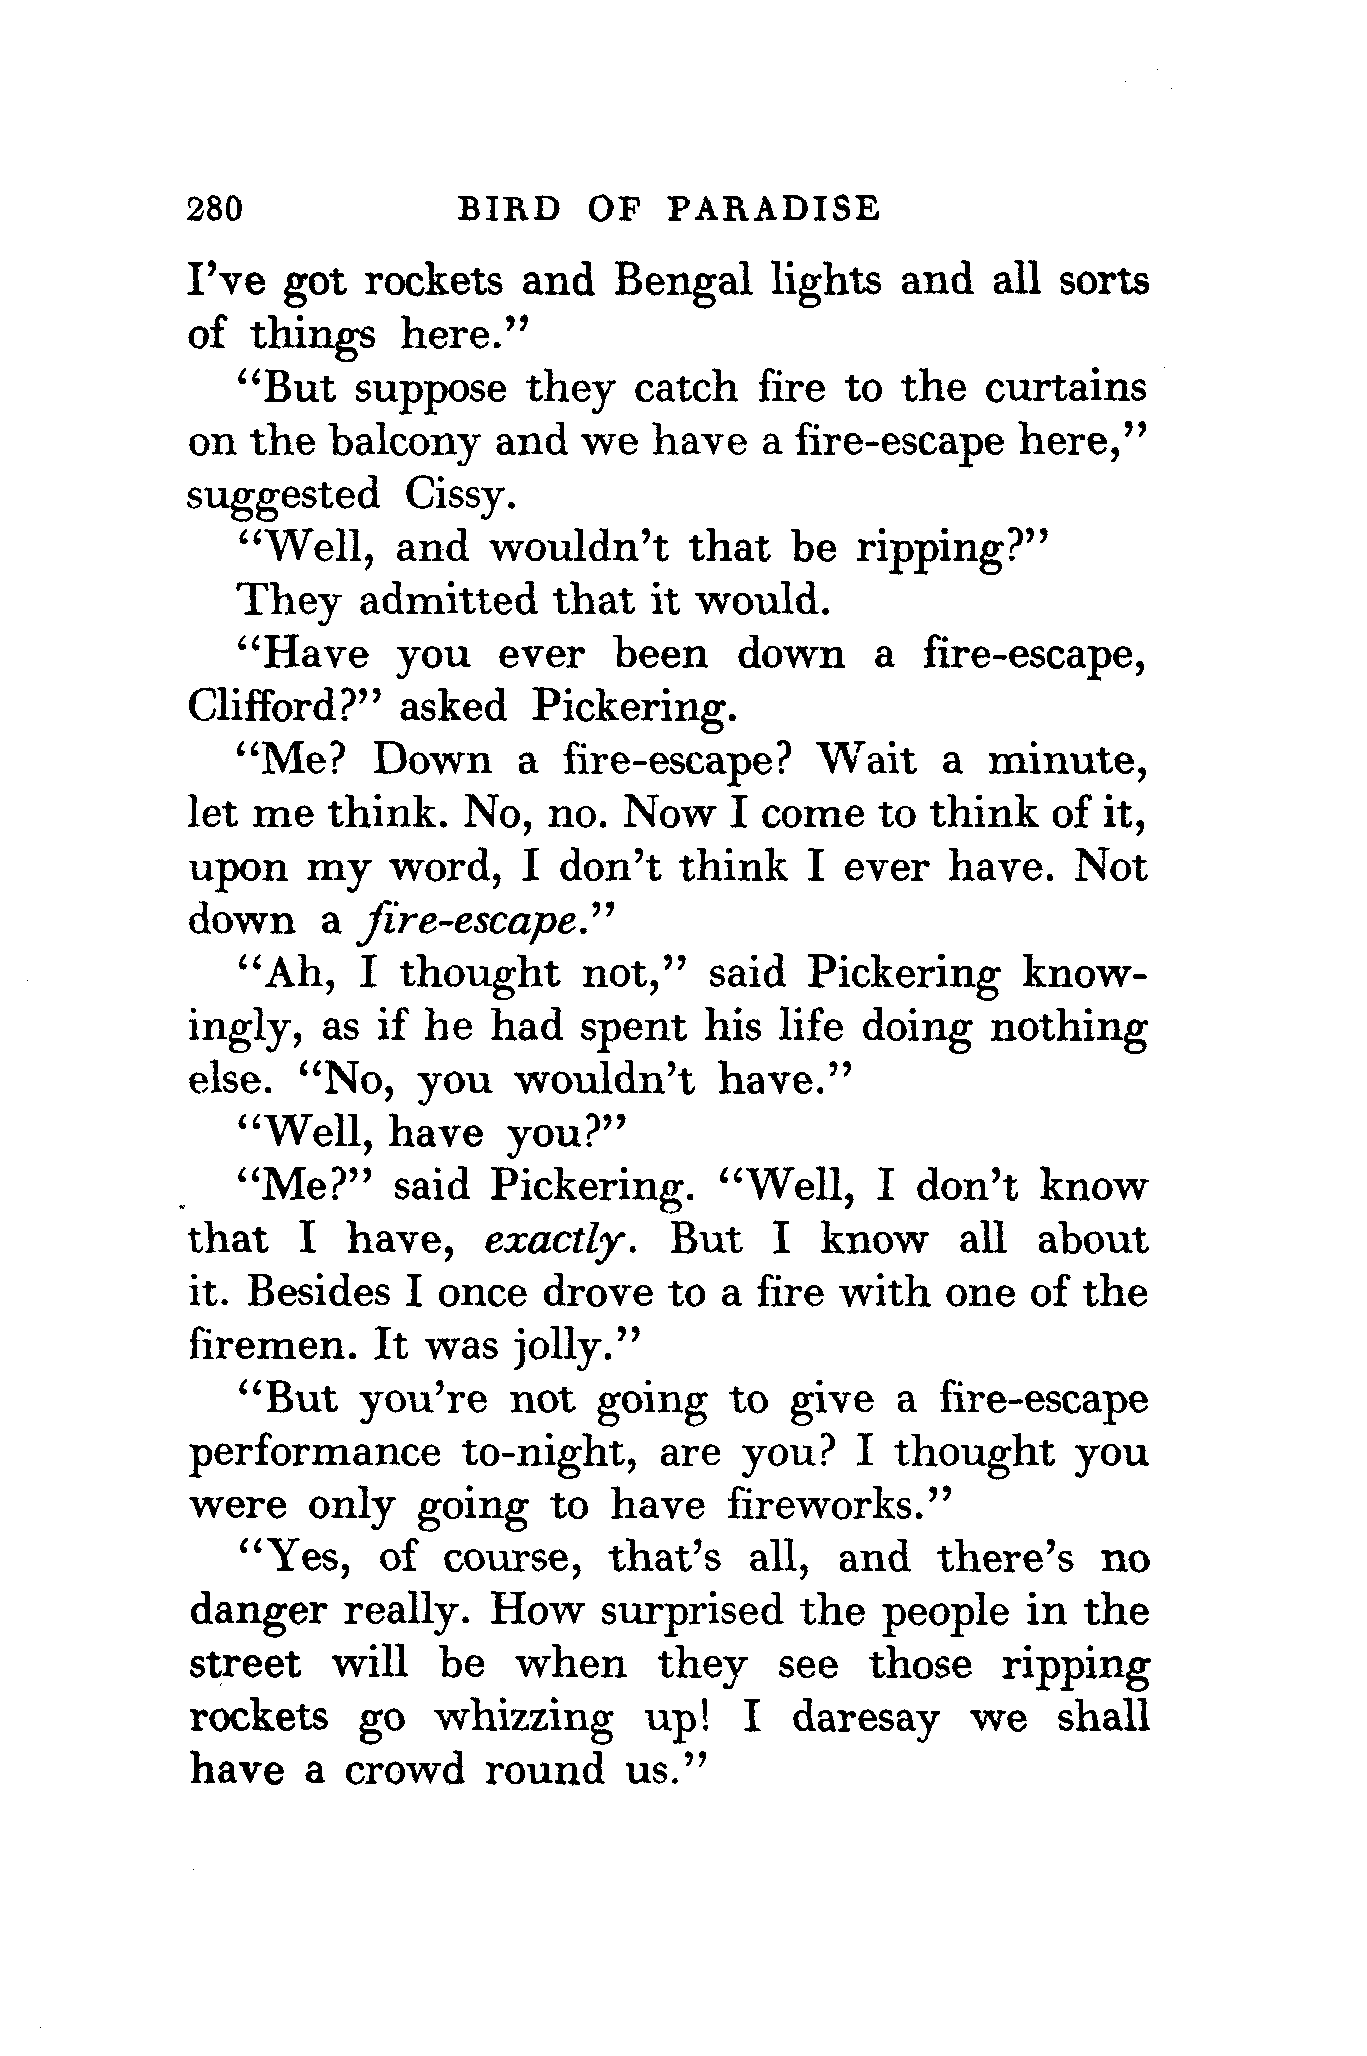 280 BIRD OF PARADISE
I've got rockets and Bengal lights and all sorts
of things here."
"But suppose they catch fire to the curtains
on the balcony and we have a fire-escape here,"
suggested Cissy.
"Well, and wouldn't that be ripping?"
They admitted that it would.
"Have you ever been down a fire-escape,
Clifford?" asked Pickering.
"Me? Down a fire-escape? Wait a minute,
let me think. No, no. Now I come to think of it,
upon my word, I don't think I ever have. Not
down a fire-escape."
"Ah, I thought not," said Pickering know-
ingly, as if he had spent his life doing nothing
else. "No, you wouldn't have."
"Well, have you?"
"Me?" said Pickering. "Well, I don't know
that I have, exactly. But I know all about
it. Besides I once drove to a fire with one of the
firemen. It was jolly."
"But you're not going to give a fire-escape
performance to-night, are you? I thought you
were only going to have fireworks."
"Yes, of course, that's all, and there's no
danger really. How surprised the people in the
street will be when they see those ripping
rockets go whizzing up! I daresay we shall
have a crowd round us."